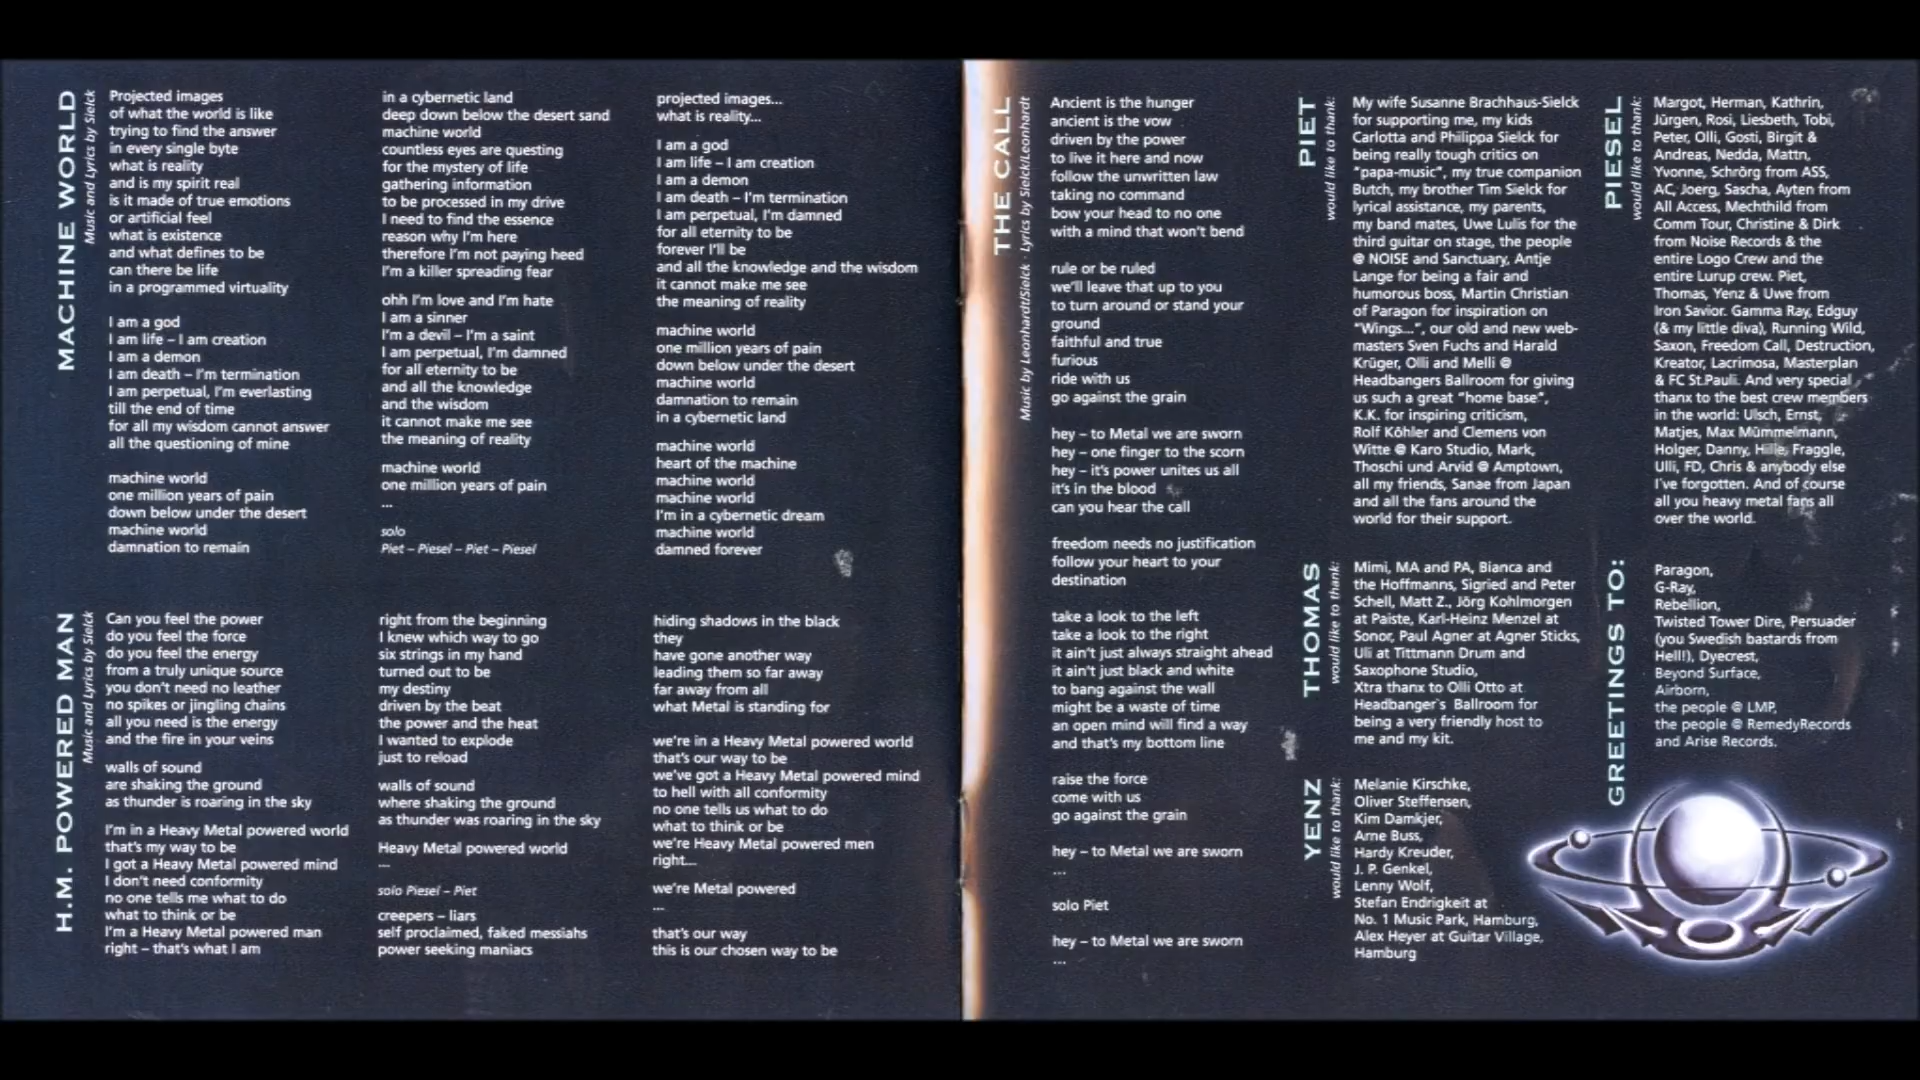 MACHINE WORLD
Music and Lyrics by Sielck
Projected images
of what the world is like
trying to find the answer
in every single byte
what is reality
and is my spirit real
is it made of true emotions
or artificial feel
what is existence
and what defines to be
can there be life
in a programmed virtuality
I am a god
I am life – I am creation
I am a demon
I am death – I'm termination
I am perpetual, I'm everlasting
till the end of time
for all my wisdom cannot answer
all the questioning of mine
machine world
one million years of pain
down below under the desert
machine world
damnation to remain
in a cybernetic land
deep down below the desert sand
machine world
countless eyes are questing
for the mystery of life
gathering information
to be processed in my drive
I need to find the essence
reason why I'm here
therefore I'm not paying heed
I'm a killer spreading fear
ohh I'm love and I'm hate
I am a sinner
I'm a devil – I'm a saint
I am perpetual, I'm damned
for all eternity to be
and all the knowledge
and the wisdom
it cannot make me see
the meaning of reality
machine world
one million years of pain
...
solo
Piet – Piesel – Piet – Piesel
projected images...
what is reality...
I am a god
I am life – I am creation
I am a demon
I am death – I'm termination
I am perpetual, I'm damned
for all eternity to be
forever I'll be
and all the knowledge and the wisdom
it cannot make me see
the meaning of reality
machine world
one million years of pain
down below under the desert
machine world
damnation to remain
in a cybernetic land
machine world
heart of the machine
machine world
machine world
I'm in a cybernetic dream
machine world
damned forever
H.M. POWERED MAN
Music and Lyrics by Sielck
Can you feel the power
do you feel the force
do you feel the energy
from a truly unique source
you don't need no leather
no spikes or jingling chains
all you need is the energy
and the fire in your veins
walls of sound
are shaking the ground
as thunder is roaring in the sky
I'm in a Heavy Metal powered world
that's my way to be
I got a Heavy Metal powered mind
I don't need conformity
no one tells me what to do
what to think or be
I'm a Heavy Metal powered man
right – that's what I am
right from the beginning
I knew which way to go
six strings in my hand
turned out to be
my destiny
driven by the beat
the power and the heat
I wanted to explode
just to reload
walls of sound
where shaking the ground
as thunder was roaring in the sky
Heavy Metal powered world
...
solo Piesel – Piet
creepers – liars
self proclaimed, faked messiahs
power seeking maniacs
hiding shadows in the black
they
have gone another way
leading them so far away
far away from all
what Metal is standing for
we're in a Heavy Metal powered world
that's our way to be
we've got a Heavy Metal powered mind
to hell with all conformity
no one tells us what to do
what to think or be
we're Heavy Metal powered men
right...
we're Metal powered
...
that's our way
this is our chosen way to be
THE CALL
Music by Leonhardt/Sielck · Lyrics by Sielck/Leonhardt
Ancient is the hunger
ancient is the vow
driven by the power
to live it here and now
follow the unwritten law
taking no command
bow your head to no one
with a mind that won't bend
rule or be ruled
we'll leave that up to you
to turn around or stand your
ground
faithful and true
furious
ride with us
go against the grain
hey – to Metal we are sworn
hey – one finger to the scorn
hey – it's power unites us all
it's in the blood
can you hear the call
freedom needs no justification
follow your heart to your
destination
take a look to the left
take a look to the right
it ain't just always straight ahead
it ain't just black and white
to bang against the wall
might be a waste of time
an open mind will find a way
and that's my bottom line
raise the force
come with us
go against the grain
hey – to Metal we are sworn
...
solo Piet
hey – to Metal we are sworn
...
PIET
would like to thank:
My wife Susanne Brachhaus-Sielck
for supporting me, my kids
Carlotta and Philippa Sielck for
being really tough critics on
"papa-music", my true companion
Butch, my brother Tim Sielck for
lyrical assistance, my parents,
my band mates, Uwe Lulis for the
third guitar on stage, the people
@ NOISE and Sanctuary, Antje
Lange for being a fair and
humorous boss, Martin Christian
of Paragon for inspiration on
"Wings...", our old and new web-
masters Sven Fuchs and Harald
Krüger, Olli and Melli @
Headbangers Ballroom for giving
us such a great "home base",
K.K. for inspiring criticism,
Rolf Köhler and Clemens von
Witte @ Karo Studio, Mark,
Thoschi und Arvid @ Amptown,
all my friends, Sanae from Japan
and all the fans around the
world for their support.
THOMAS
would like to thank:
Mimi, MA and PA, Bianca and
the Hoffmanns, Sigried and Peter
Schell, Matt Z., Jörg Kohlmorgen
at Paiste, Karl-Heinz Menzel at
Sonor, Paul Agner at Agner Sticks,
Uli at Tittmann Drum and
Saxophone Studio,
Xtra thanx to Olli Otto at
Headbanger`s Ballroom for
being a very friendly host to
me and my kit.
YENZ
would like to thank:
Melanie Kirschke,
Oliver Steffensen,
Kim Damkjer,
Arne Buss,
Hardy Kreuder,
J. P. Genkel,
Lenny Wolf,
Stefan Endrigkeit at
No. 1 Music Park, Hamburg,
Alex Heyer at Guitar Village,
Hamburg
PIESEL
would like to thank:
Margot, Herman, Kathrin,
Jürgen, Rosi, Liesbeth, Tobi,
Peter, Olli, Gosti, Birgit &
Andreas, Nedda, Mattn,
Yvonne, Schrörg from ASS,
AC, Joerg, Sascha, Ayten from
All Access, Mechthild from
Comm Tour, Christine & Dirk
from Noise Records & the
entire Logo Crew and the
entire Lurup crew. Piet,
Thomas, Yenz & Uwe from
Iron Savior. Gamma Ray, Edguy
(& my little diva), Running Wild,
Saxon, Freedom Call, Destruction,
Kreator, Lacrimosa, Masterplan
& FC St.Pauli. And very special
thanx to the best crew members
in the world: Ulsch, Ernst,
Matjes, Max Mümmelmann,
Holger, Danny, Hille, Fraggle,
Ulli, FD, Chris & anybody else
I've forgotten. And of course
all you heavy metal fans all
over the world.
GREETINGS TO:
Paragon,
G-Ray,
Rebellion,
Twisted Tower Dire, Persuader
(you Swedish bastards from
Hell!), Dyecrest,
Beyond Surface,
Airborn,
the people @ LMP,
the people @ RemedyRecords
and Arise Records.